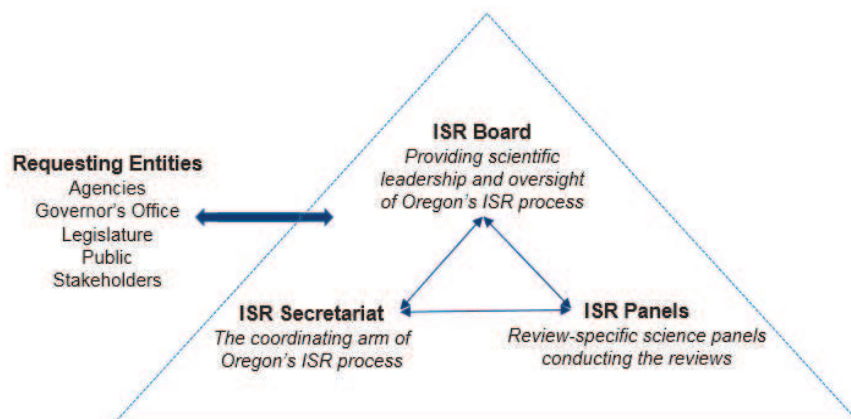 ISR Board
Providing scientific
leadership and oversight
of Oregon's ISR process
Requesting Entities
Agencies
Governor's Office
Legislature
Public
Stakeholders
ISR Secretariat
The coordinating arm of
Oregon's ISR process
ISR Panels
Review-specific science panels
conducting the reviews